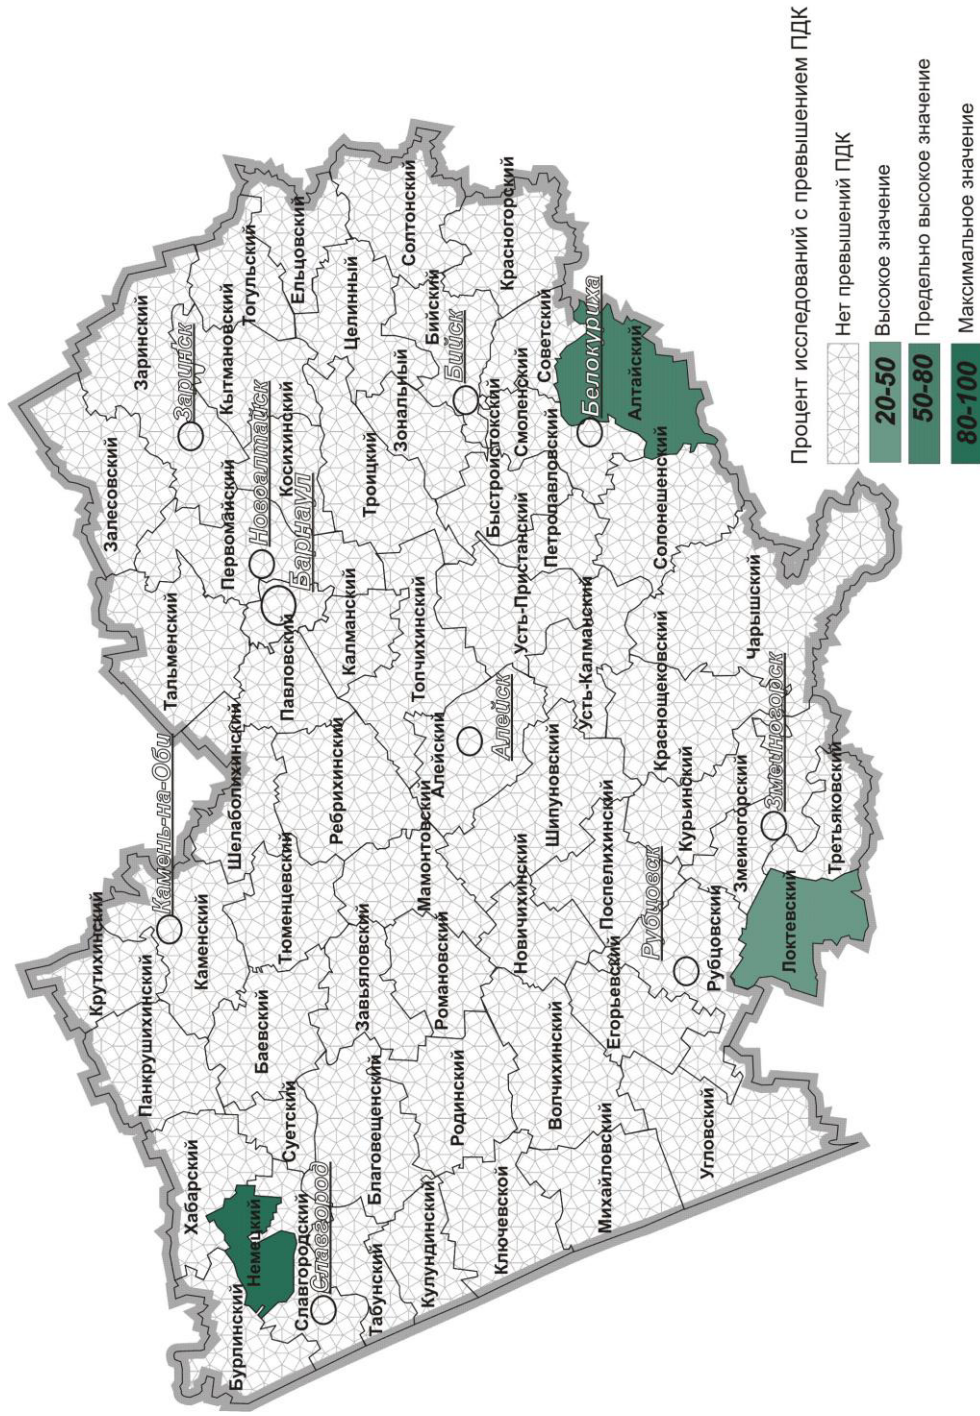 Крутихинский
Панкрушихинский
Камень-на-Оби
Каменский
Хабарский
Бурлинский
Немецкий
Славгородский
Славгород
Суетский
Баевский
Тюменцевский
Шелаболихинский
Тальменский
Залесовский
Заринский
Заринск
Первомайский
Новоалтайск
Барнаул
Павловский
Кытмановский
Тогульский
Ельцовский
Косихинский
Целинный
Троицкий
Калманский
Ребрихинский
Завьяловский
Благовещенский
Табунский
Кулундинский
Родинский
Романовский
Мамонтовский
Алейский
Топчихинский
Алейск
Зональный
Бийский
Бийск
Солтонский
Красногорский
Советский
Смоленский
Быстроистокский
Петропавловский
Усть-Пристанский
Белокуриха
Алтайский
Солонешенский
Усть-Калманский
Шипуновский
Новичихинский
Волчихинский
Ключевской
Михайловский
Егорьевский
Поспелихинский
Рубцовск
Рубцовский
Угловский
Курьинский
Краснощековский
Чарышский
Змеиногорский
Змеиногорск
Третьяковский
Локтевский
Процент исследований с превышением ПДК
Нет превышений ПДК
20-50 Высокое значение
50-80 Предельно высокое значение
80-100 Максимальное значение